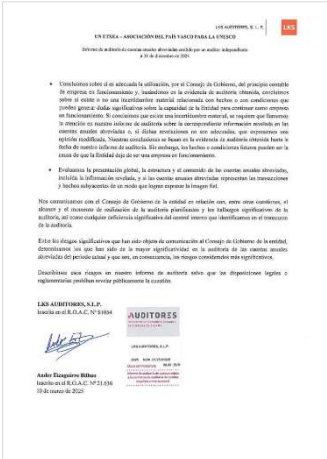 LKS AUDITORES, S. L. P.
LKS
UN ETXEA – ASOCIACIÓN DEL PAÍS VASCO PARA LA UNESCO
Informe de auditoría de cuentas anuales abreviadas emitido por un auditor independiente
a 31 de diciembre de
• Concluimos sobre si es adecuada la utilización, por el Consejo de Gobierno, del principio contable
de empresa en funcionamiento y, basándonos en la evidencia de auditoría obtenida, concluimos
sobre si existe o no una incertidumbre material relacionada con hechos o con condiciones que
pueden generar dudas significativas sobre la capacidad de la Entidad para continuar como empresa
en funcionamiento. Si concluimos que existe una incertidumbre material, se requiere que llamemos
la atención en nuestro informe de auditoría sobre la correspondiente información revelada en las
cuentas anuales abreviadas o, si dichas revelaciones no son adecuadas, que expresemos una
opinión modificada. Nuestras conclusiones se basan en la evidencia de auditoría obtenida hasta la
fecha de nuestro informe de auditoría. Sin embargo, los hechos o condiciones futuros pueden ser la
causa de que la Entidad deje de ser una empresa en funcionamiento.
• Evaluamos la presentación global, la estructura y el contenido de las cuentas anuales abreviadas,
incluida la información revelada, y si las cuentas anuales abreviadas representan las transacciones
y hechos subyacentes de un modo que logran expresar la imagen fiel.
Nos comunicamos con el Consejo de Gobierno de la Entidad en relación con, entre otras cuestiones, el
alcance y el momento de realización de la auditoría planificados y los hallazgos significativos de la
auditoría, así como cualquier deficiencia significativa del control interno que identificamos en el transcurso
de la auditoría.
Entre los riesgos significativos que han sido objeto de comunicación al Consejo de Gobierno de la entidad,
determinamos los que han sido de la mayor significatividad en la auditoría de las cuentas anuales
abreviadas del periodo actual y que son, en consecuencia, los riesgos considerados más significativos.
Describimos esos riesgos en nuestro informe de auditoría salvo que las disposiciones legales o
reglamentarias prohíban revelar públicamente la cuestión.
LKS AUDITORES, S.L.P.
Inscrita en el R.O.A.C. Nº
AUDITORES
LKS AUDITORES, S.L.P.
Ander Eizaguirre Bilbao
Inscrito en el R.O.A.C. Nº
10 de marzo de 2025